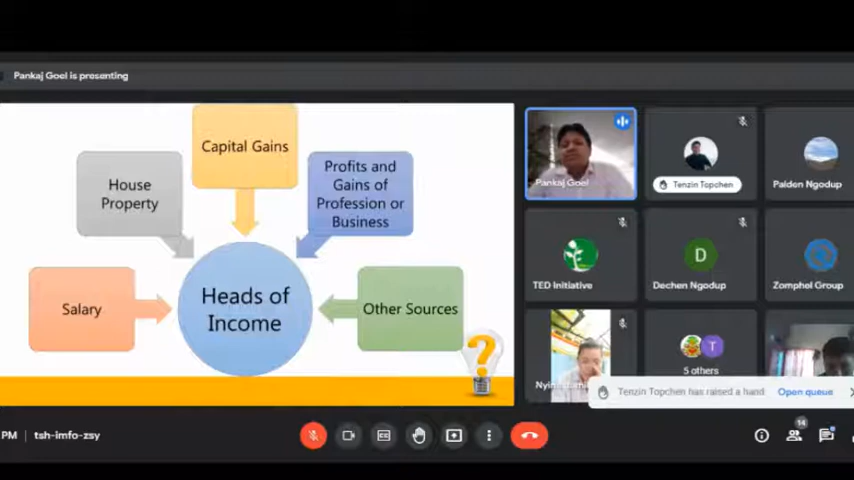 Pankaj Goel is presenting
Capital Gains
House
Property
Profits and
Gains of
Profession or
Business
Salary
Heads of
Income
Other Sources
Pankaj Goel
Tenzin Topchen
Palden Ngodup
TED Initiative
D
Dechen Ngodup
Zomphel Group
T
5 others
Tenzin Topchen has raised a hand
Open queue
PM | tsh-imfo-zsy
14